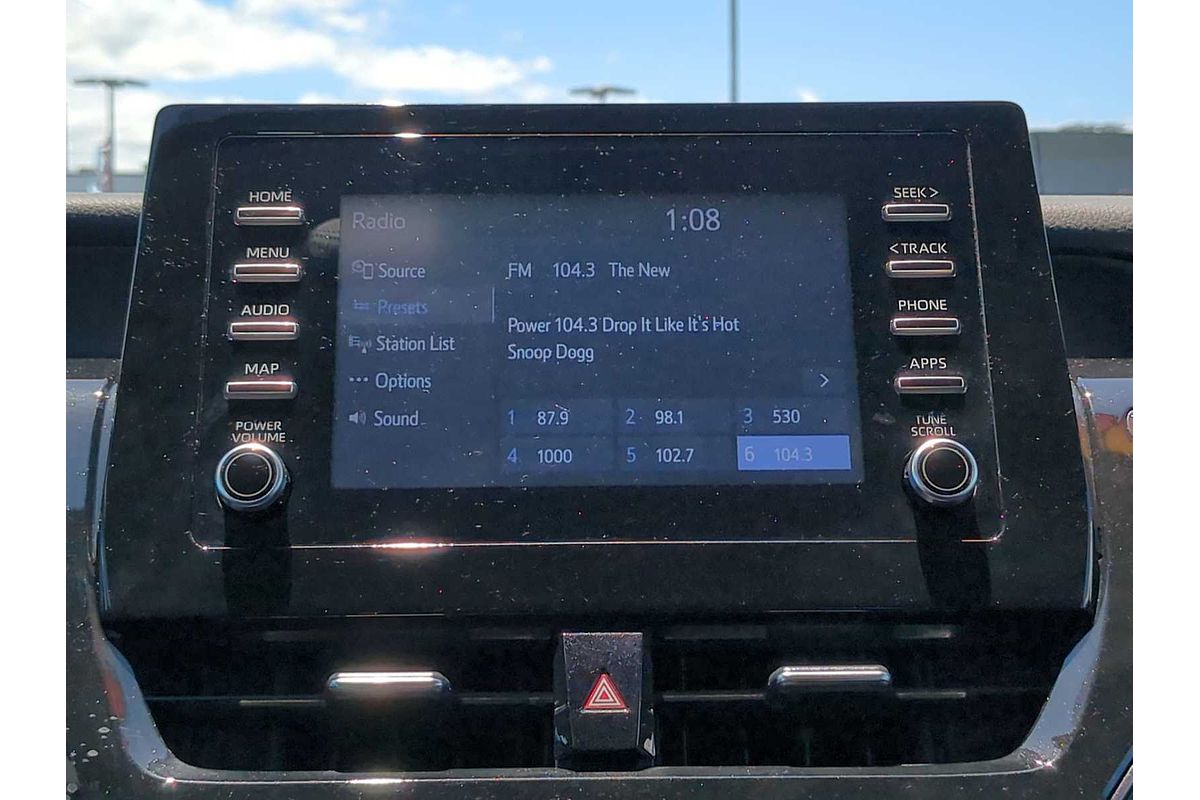 HOME
MENU
AUDIO
MAP
POWER
VOLUME
Radio
1:08
Source
Presets
Station List
Options
Sound
FM 104.3 The New
Power 104.3 Drop It Like It's Hot
Snoop Dogg
>
1 87.9 2 98.1 3 530
4 1000 5 102.7 6 104.3
SEEK >
< TRACK
PHONE
APPS
TUNE
SCROLL